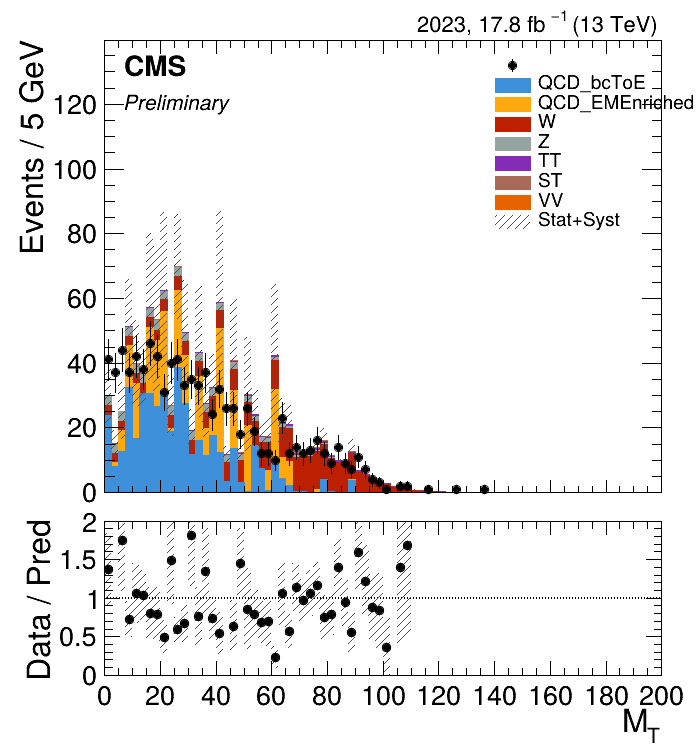 2023, 17.8 fb⁻¹ (13 TeV)
CMS
Preliminary
QCD_bcToE
QCD_EMEnriched
W
Z
TT
ST
VV
Stat+Syst
Events / 5 GeV
120
100
80
60
40
20
0
Data / Pred
2
1.5
1
0.5
0
0 20 40 60 80 100 120 140 160 180 200
M_T